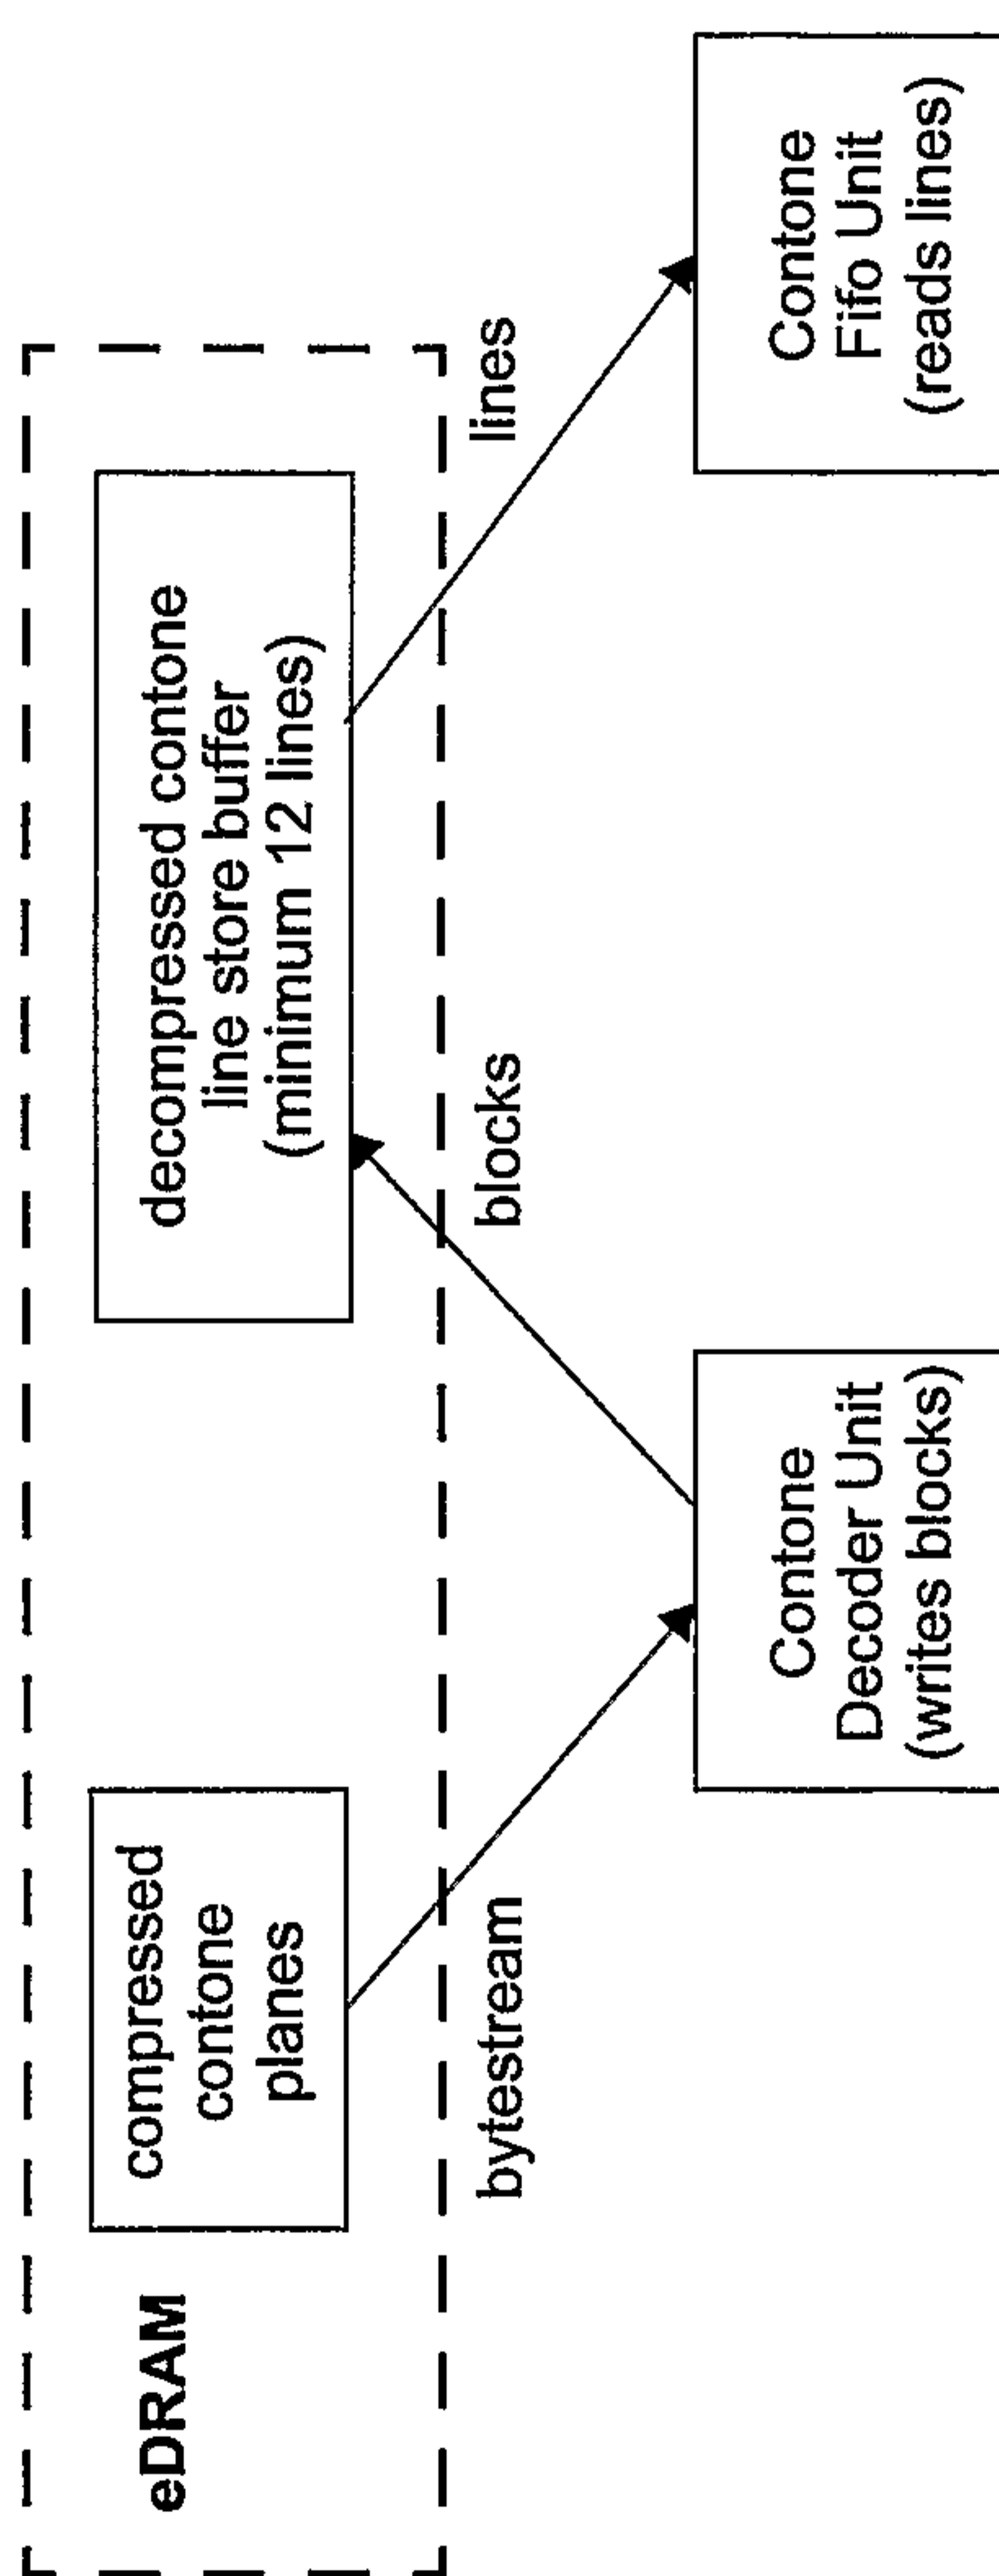 eDRAM
compressed
contone
planes
decompressed contone
line store buffer
(minimum 12 lines)
bytestream
blocks
lines
Contone
Decoder Unit
(writes blocks)
Contone
Fifo Unit
(reads lines)